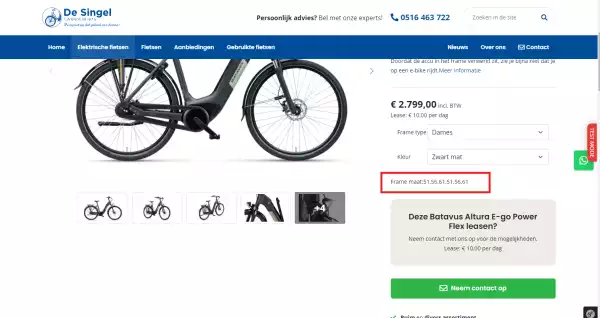 De Singel
Persoonlijk advies? Bel met onze experts!
0516 463 722
Zoeken in de site
Home
Elektrische fietsen
Fietsen
Aanbiedingen
Gebruikte fietsen
Nieuws
Over ons
Contact
Doordat de accu in het frame verwerkt zit, zie je bijna niet dat je
op een e-bike rijdt.Meer informatie
€ 2.799,00 incl. BTW
Lease: € 10,00 per dag
Frame type:
Dames
Kleur
Zwart mat
Frame maat:51,56,61,51,56,61
+4
Deze Batavus Altura E-go Power
Flex leasen?
Neem contact met ons op voor de mogelijkheden.
Lease: € 10,00 per dag
Neem contact op
TEST MODE
Ruim en divers assortiment